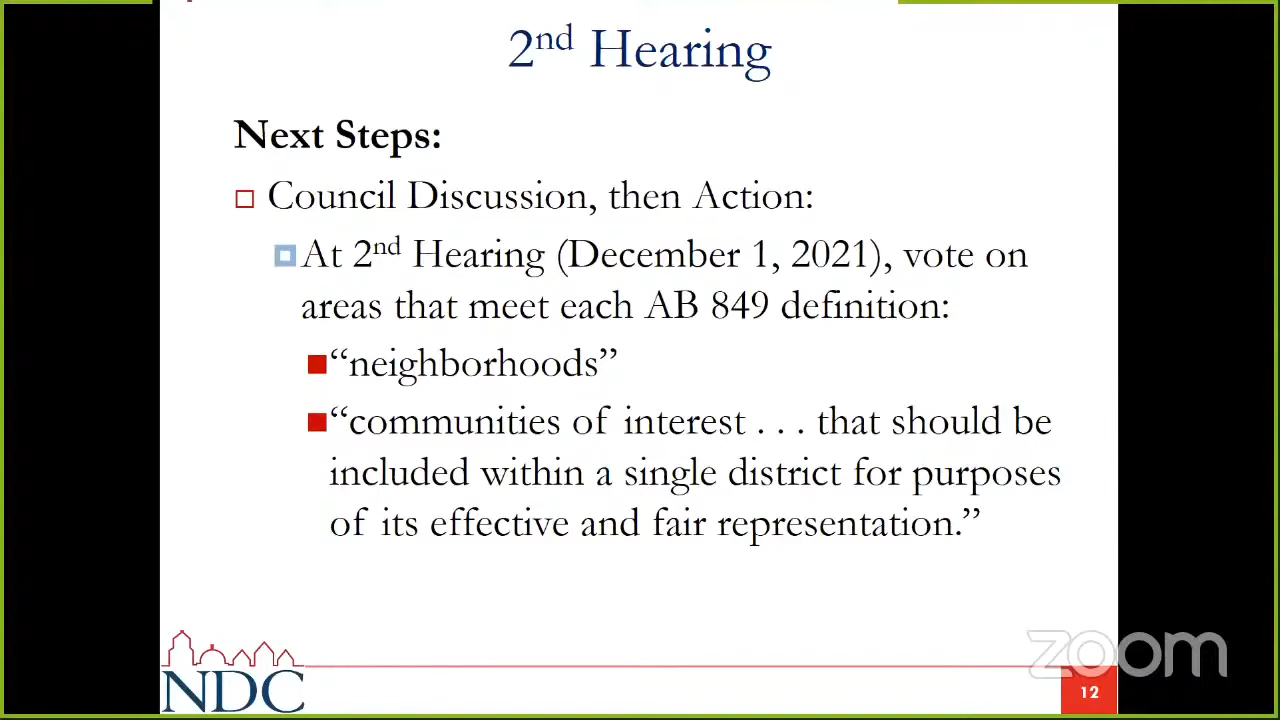 2nd Hearing
Next Steps:
Council Discussion, then Action:
At 2nd Hearing (December 1, 2021), vote on
areas that meet each AB 849 definition:
“neighborhoods”
“communities of interest . . . that should be
included within a single district for purposes
of its effective and fair representation.”
zoom
NDC
12